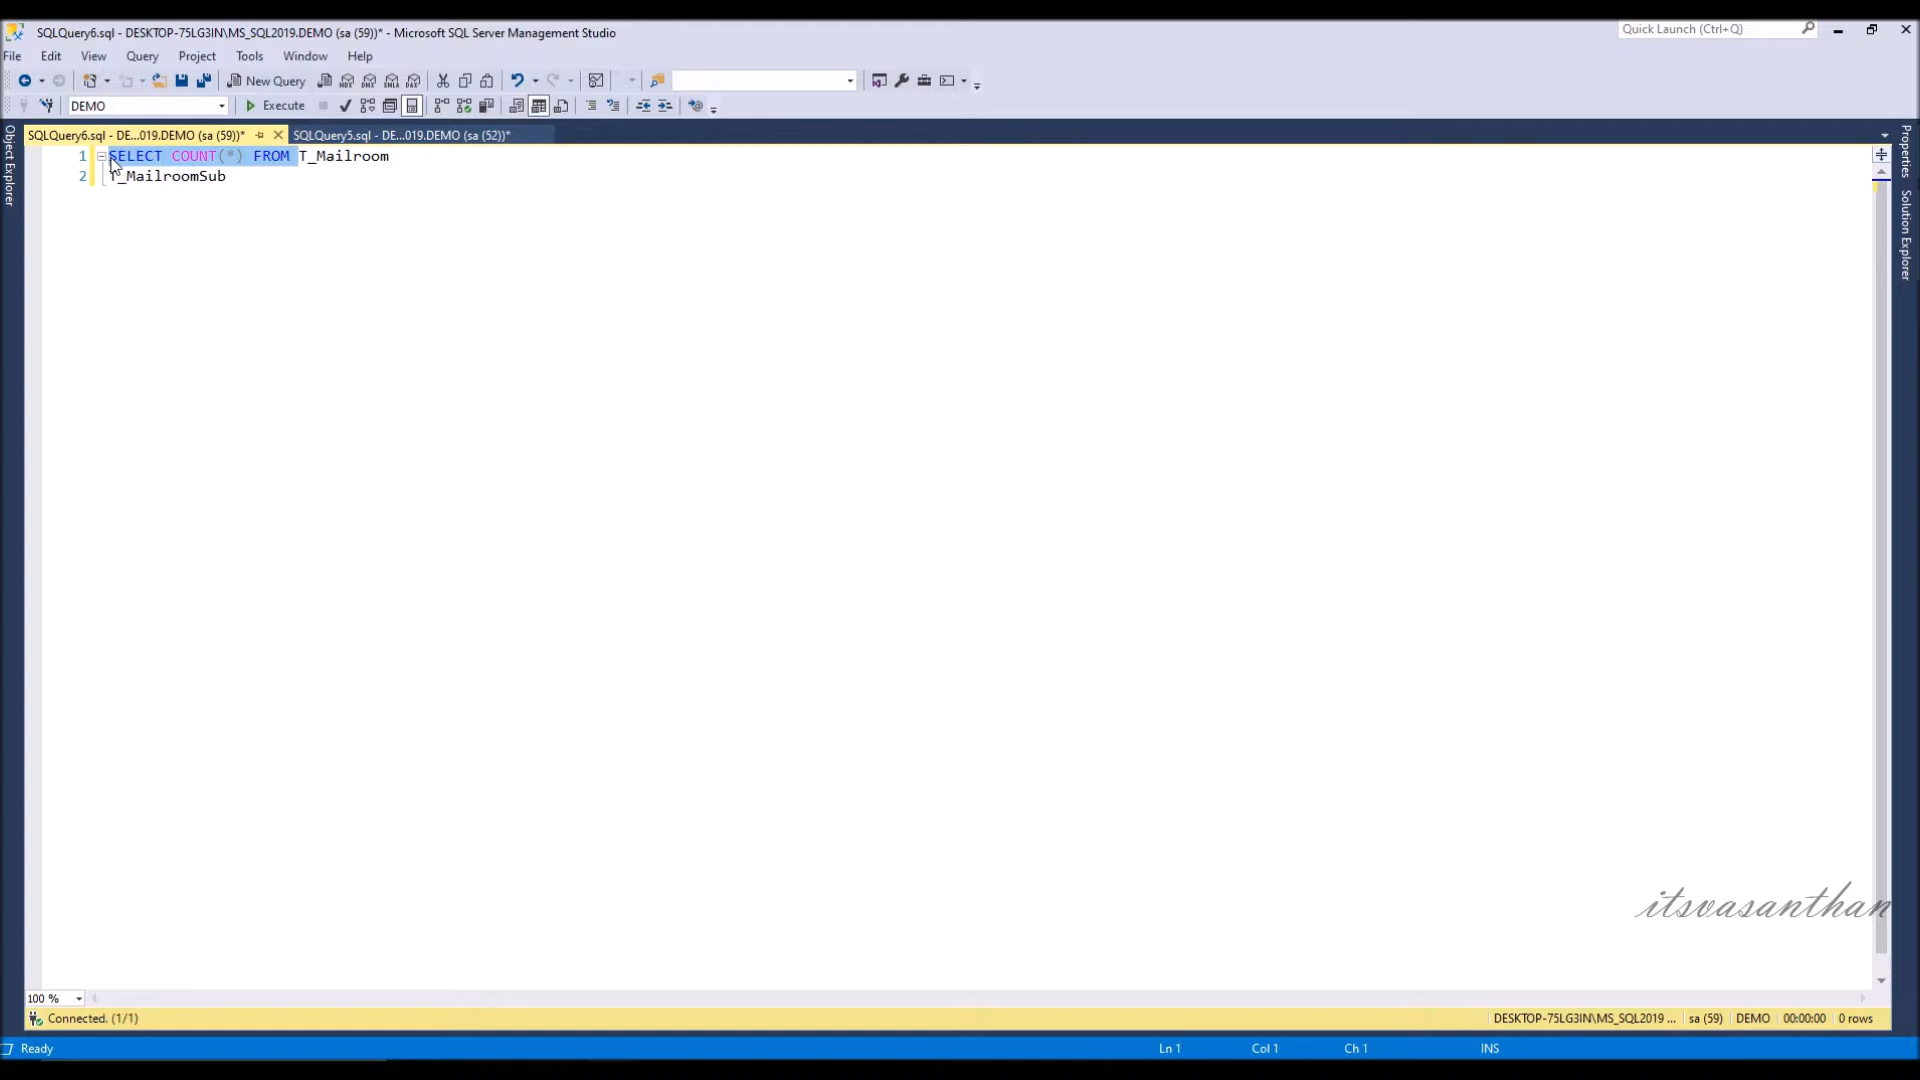 SQLQuery6.sql - DESKTOP-75LG3IN\MS_SQL2019.DEMO (sa (59))* - Microsoft SQL Server Management Studio
Quick Launch (Ctrl+Q)
File Edit View Query Project Tools Window Help
New Query
DEMO Execute
SQLQuery6.sql - DE...019.DEMO (sa (59))* SQLQuery5.sql - DE...019.DEMO (sa (52))*
Object Explorer
Properties
Solution Explorer
1 SELECT COUNT(*) FROM T_Mailroom
2 T_MailroomSub
itsvasanthan
100 %
Connected. (1/1) DESKTOP-75LG3IN\MS_SQL2019 ... sa (59) DEMO 00:00:00 0 rows
Ready Ln 1 Col 1 Ch 1 INS